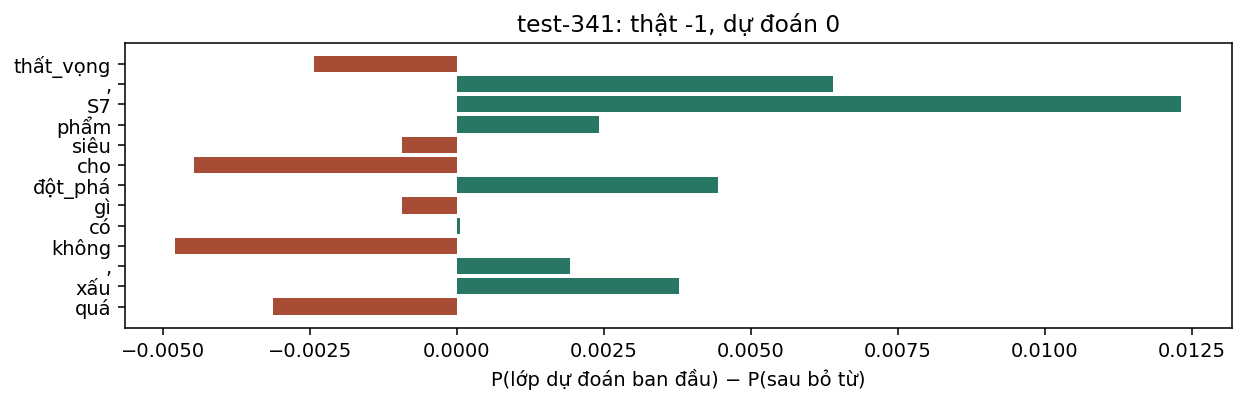 test-341: thật -1, dự đoán 0
thất_vọng
,
S7
phẩm
siêu
cho
đột_phá
gì
có
không
,
xấu
quá
−0.0050 −0.0025 0.0000 0.0025 0.0050 0.0075 0.0100 0.0125
P(lớp dự đoán ban đầu) − P(sau bỏ từ)